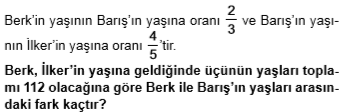 Berk'in yaşının Barış'ın yaşına oranı 2/3 ve Barış'ın yaşı-
nın İlker'in yaşına oranı 4/5'tir.
Berk, İlker'in yaşına geldiğinde üçünün yaşları topla-
mı 112 olacağına göre Berk ile Barış'ın yaşları arasın-
daki fark kaçtır?